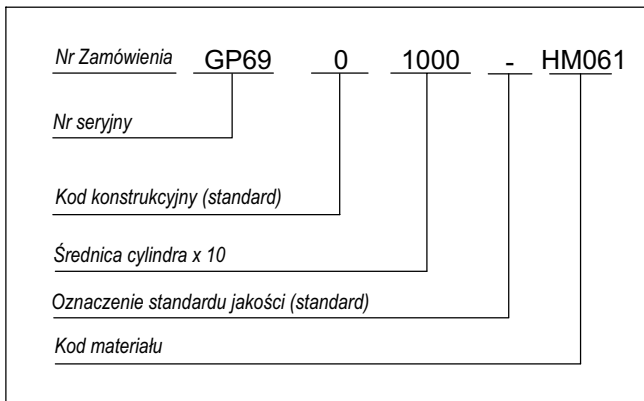 Nr Zamówienia GP69 0 1000 - HM061
Nr seryjny
Kod konstrukcyjny (standard)
Średnica cylindra x 10
Oznaczenie standardu jakości (standard)
Kod materiału